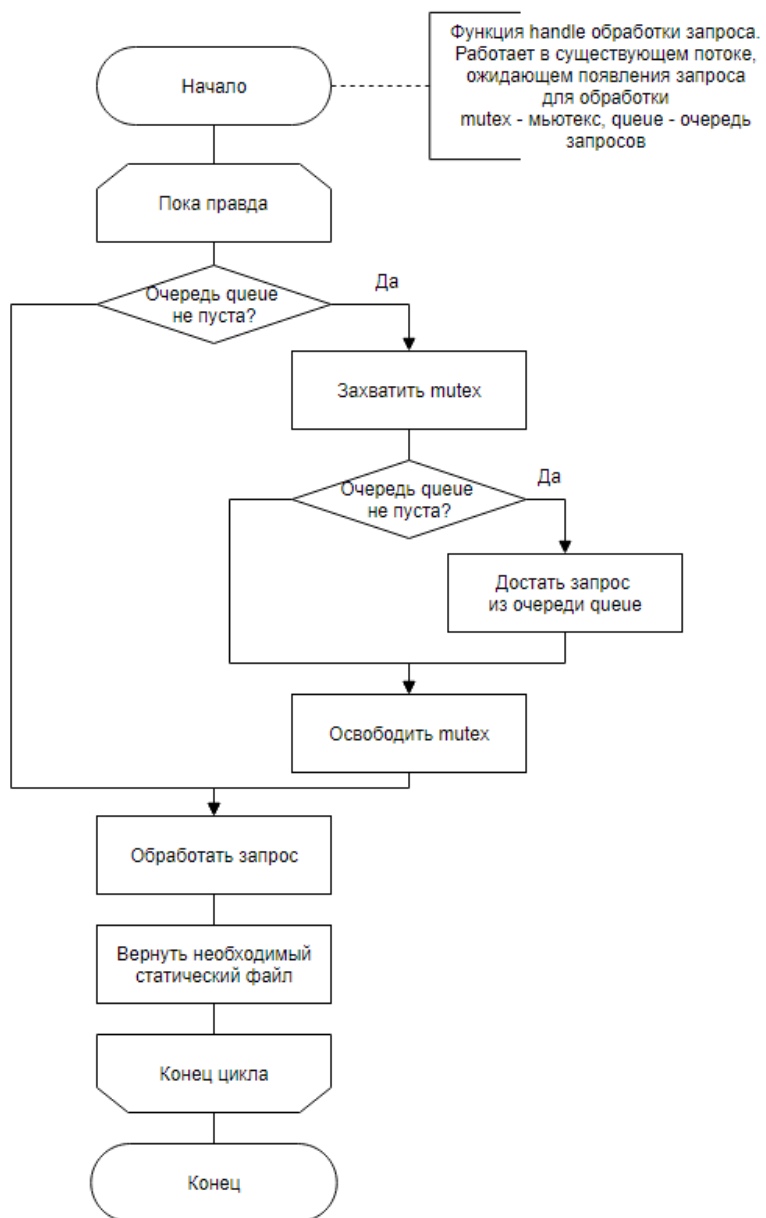 Функция handle обработки запроса.
Работает в существующем потоке,
ожидающем появления запроса
для обработки
mutex - мьютекс, queue - очередь
запросов
Начало
Пока правда
Очередь queue
не пуста?
Да
Захватить mutex
Очередь queue
не пуста?
Да
Достать запрос
из очереди queue
Освободить mutex
Обработать запрос
Вернуть необходимый
статический файл
Конец цикла
Конец